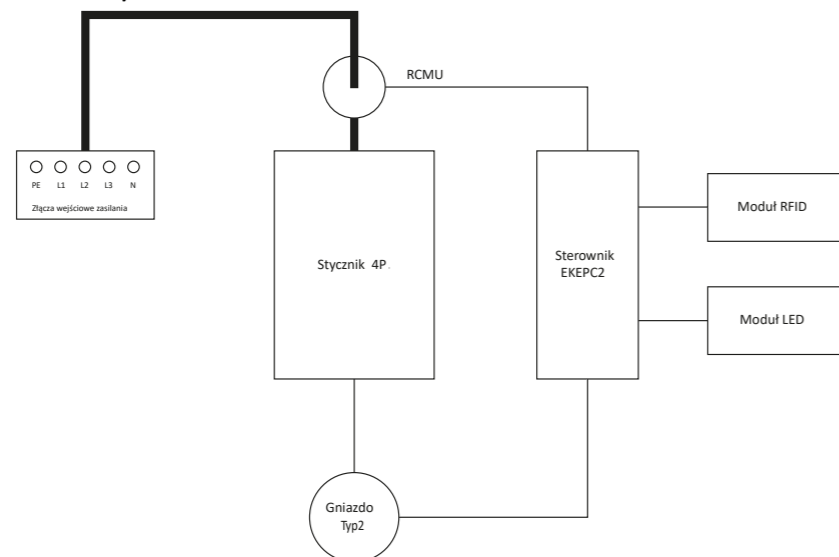 RCMU
PE L1 L2 L3 N
Złącza wejściowe zasilania
Stycznik 4P.
Sterownik
EKEPC2
Moduł RFID
Moduł LED
Gniazdo
Typ2